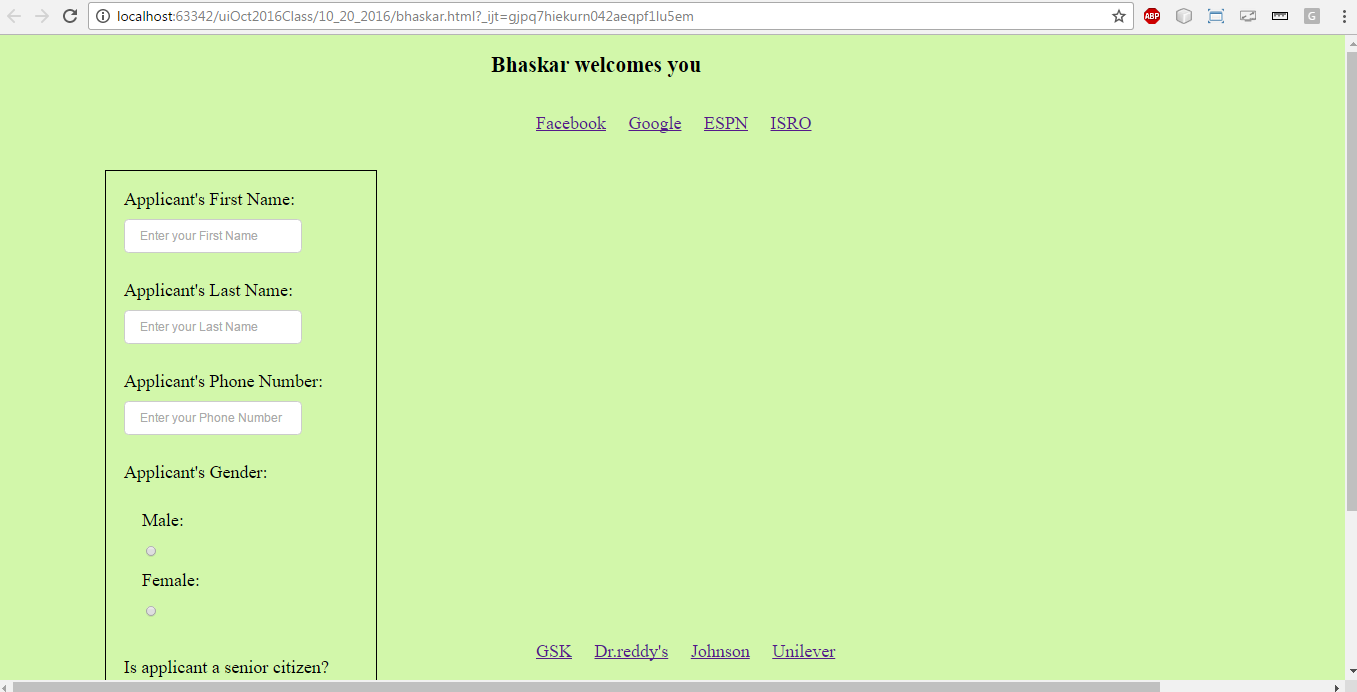 localhost:63342/uiOct2016Class/10_20_2016/bhaskar.html?_ijt=gjpq7hiekurn042aeqpf1lu5em
ABP
G
Bhaskar welcomes you
Facebook Google ESPN ISRO
Applicant's First Name:
Enter your First Name
Applicant's Last Name:
Enter your Last Name
Applicant's Phone Number:
Enter your Phone Number
Applicant's Gender:
Male:
Female:
GSK Dr.reddy's Johnson Unilever
Is applicant a senior citizen?